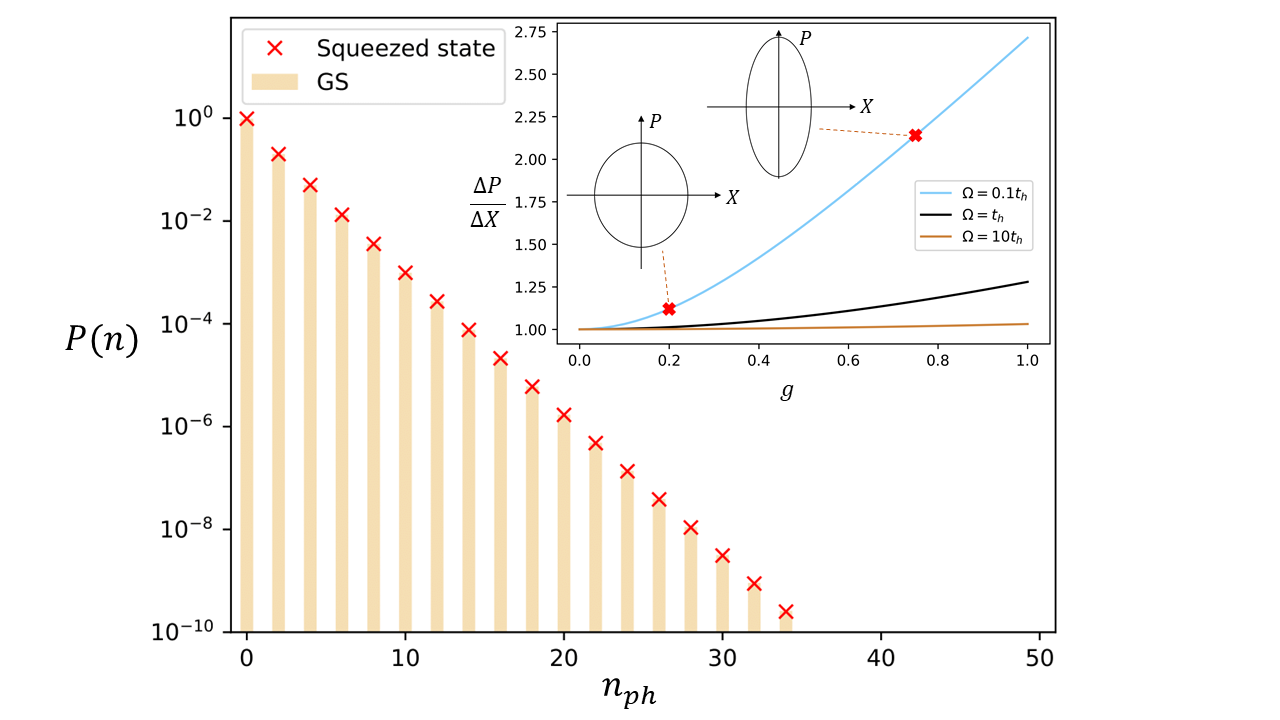 Squeezed state
GS
P(n)
10⁰
10⁻²
10⁻⁴
10⁻⁶
10⁻⁸
10⁻¹⁰
0 10 20 30 40 50
n_ph
ΔP
ΔX
2.75
2.50
2.25
2.00
1.75
1.50
1.25
1.00
0.0 0.2 0.4 0.6 0.8 1.0
g
P
X
P
X
Ω = 0.1t_h
Ω = t_h
Ω = 10t_h